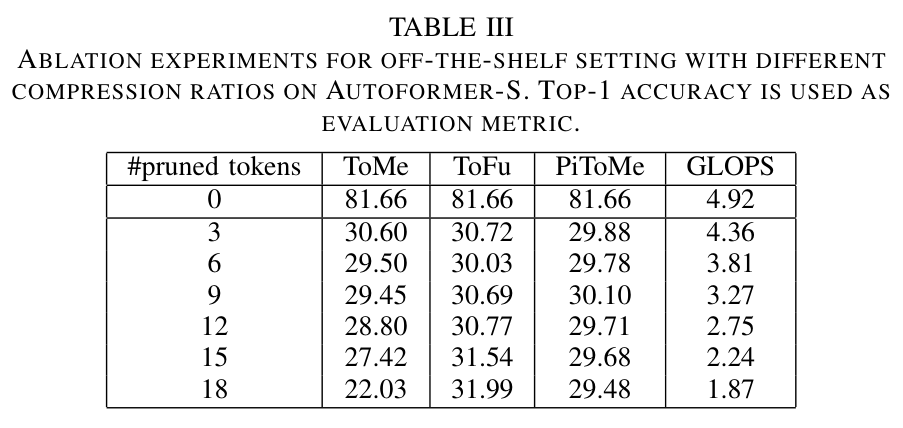 TABLE III
ABLATION EXPERIMENTS FOR OFF-THE-SHELF SETTING WITH DIFFERENT
COMPRESSION RATIOS ON AUTOFORMER-S. TOP-1 ACCURACY IS USED AS
EVALUATION METRIC.
#pruned tokens ToMe ToFu PiToMe GLOPS
0 81.66 81.66 81.66 4.92
3 30.60 30.72 29.88 4.36
6 29.50 30.03 29.78 3.81
9 29.45 30.69 30.10 3.27
12 28.80 30.77 29.71 2.75
15 27.42 31.54 29.68 2.24
18 22.03 31.99 29.48 1.87